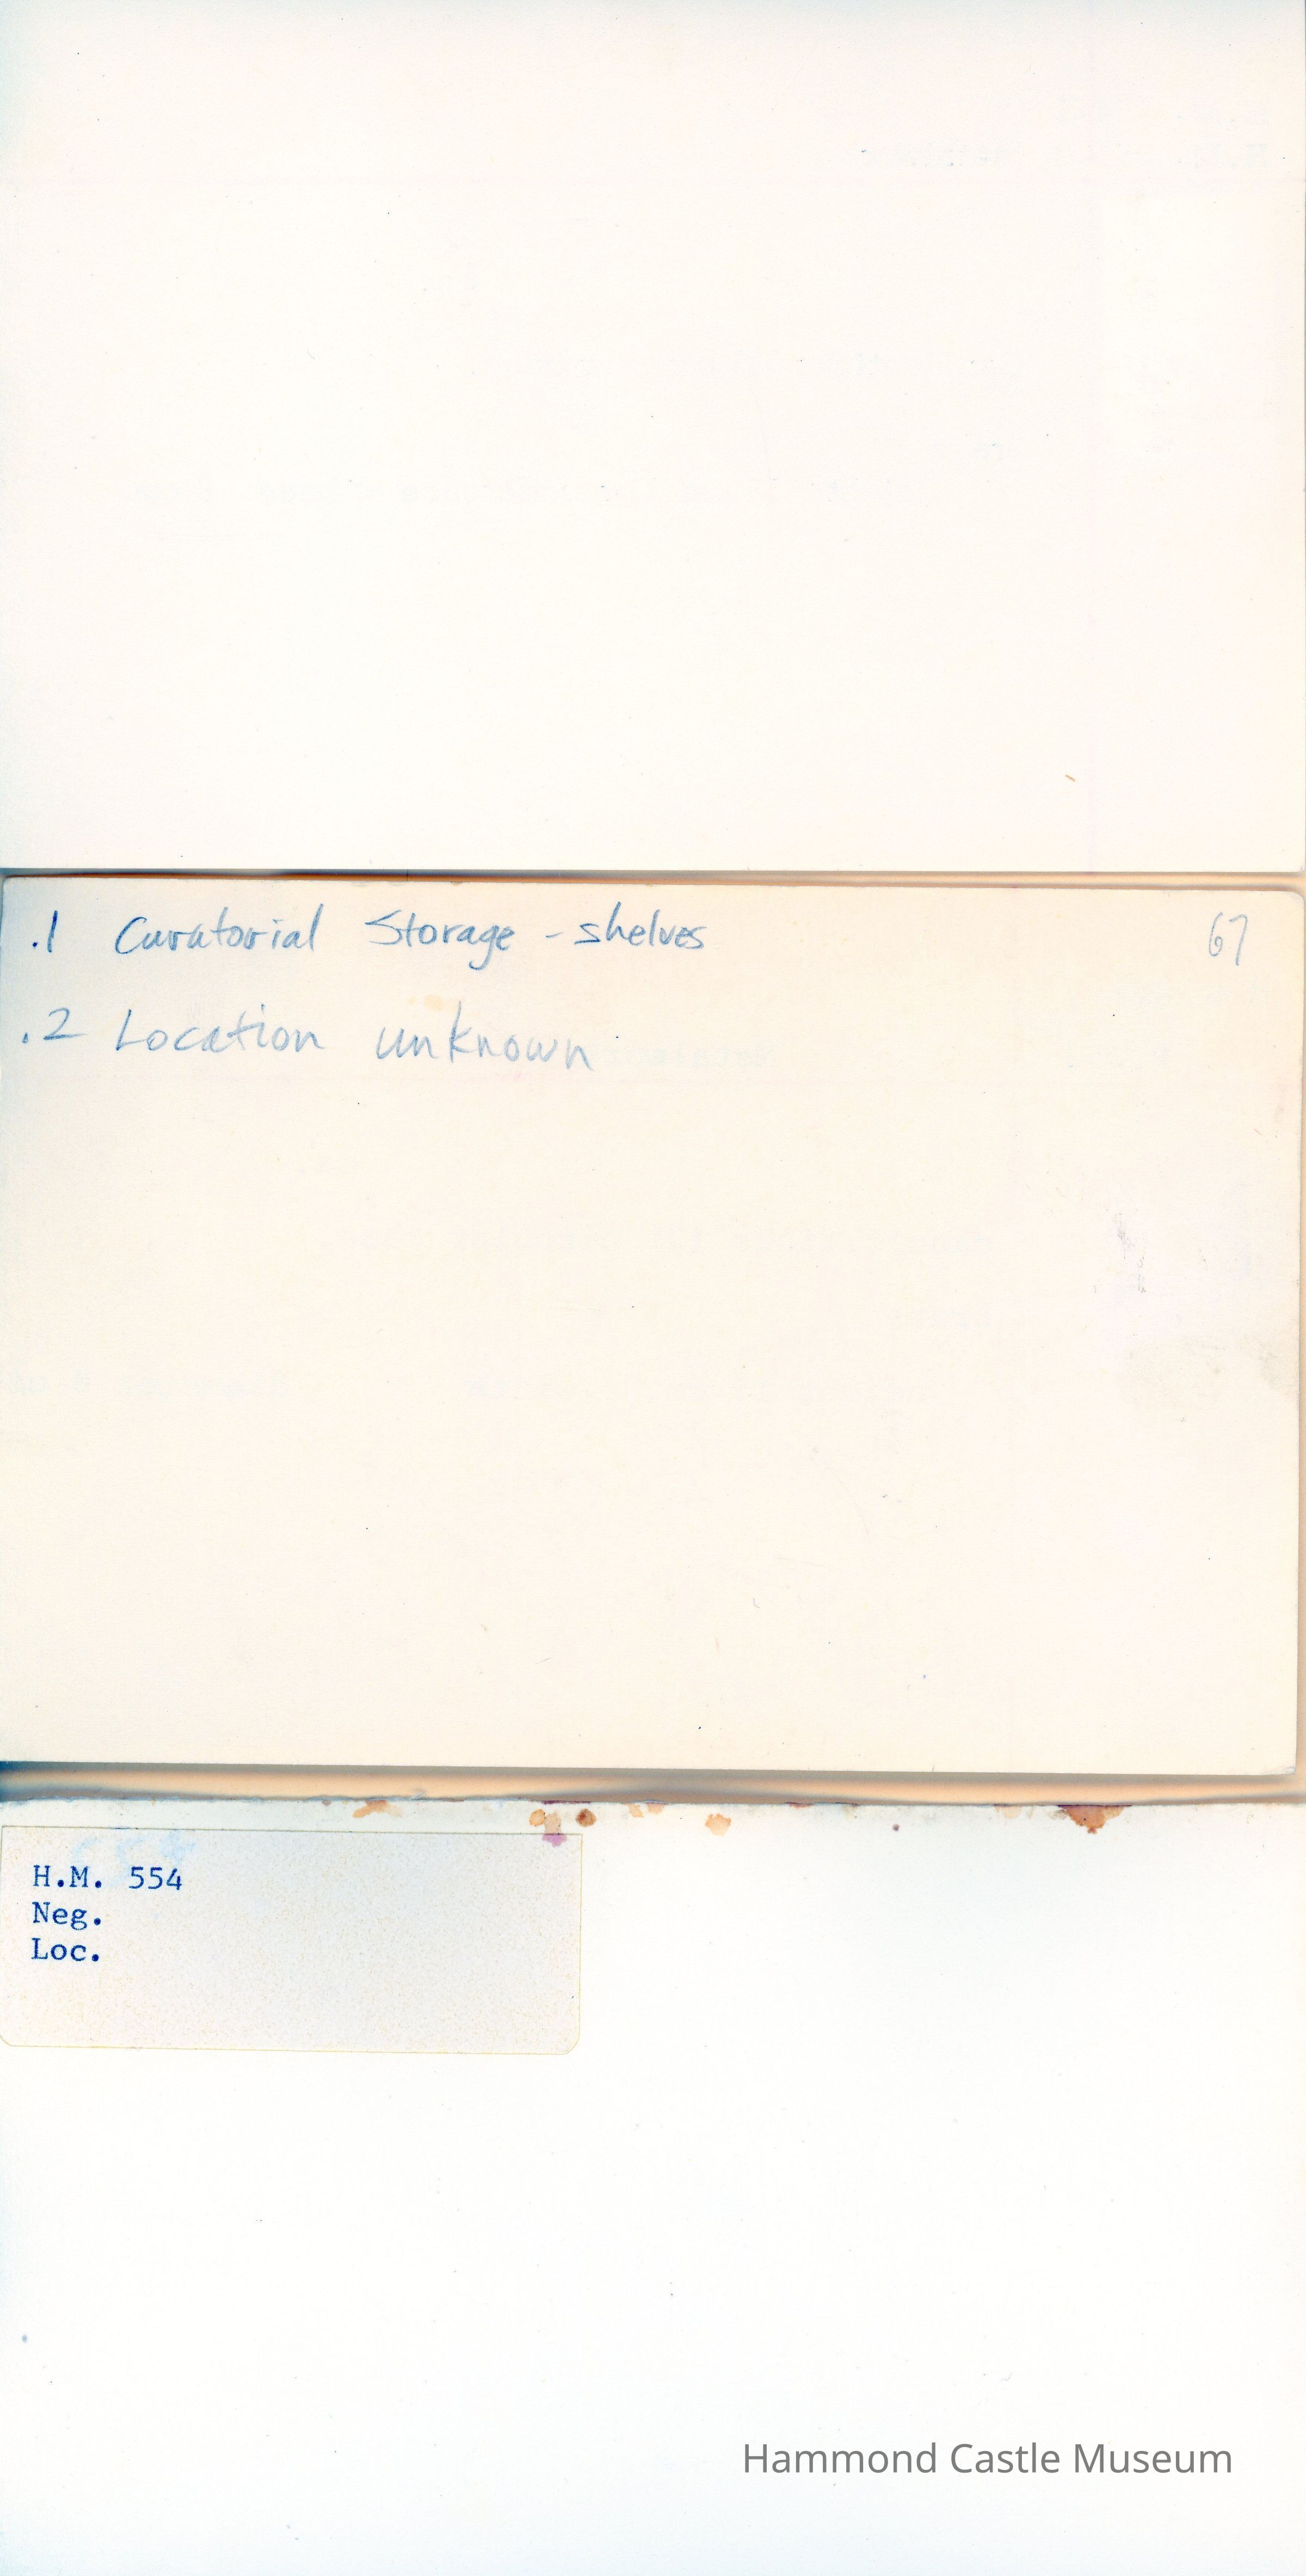 .1 Curatorial Storage - shelves 67
.2 Location unknown
H.M. 554
Neg.
Loc.
Hammond Castle Museum